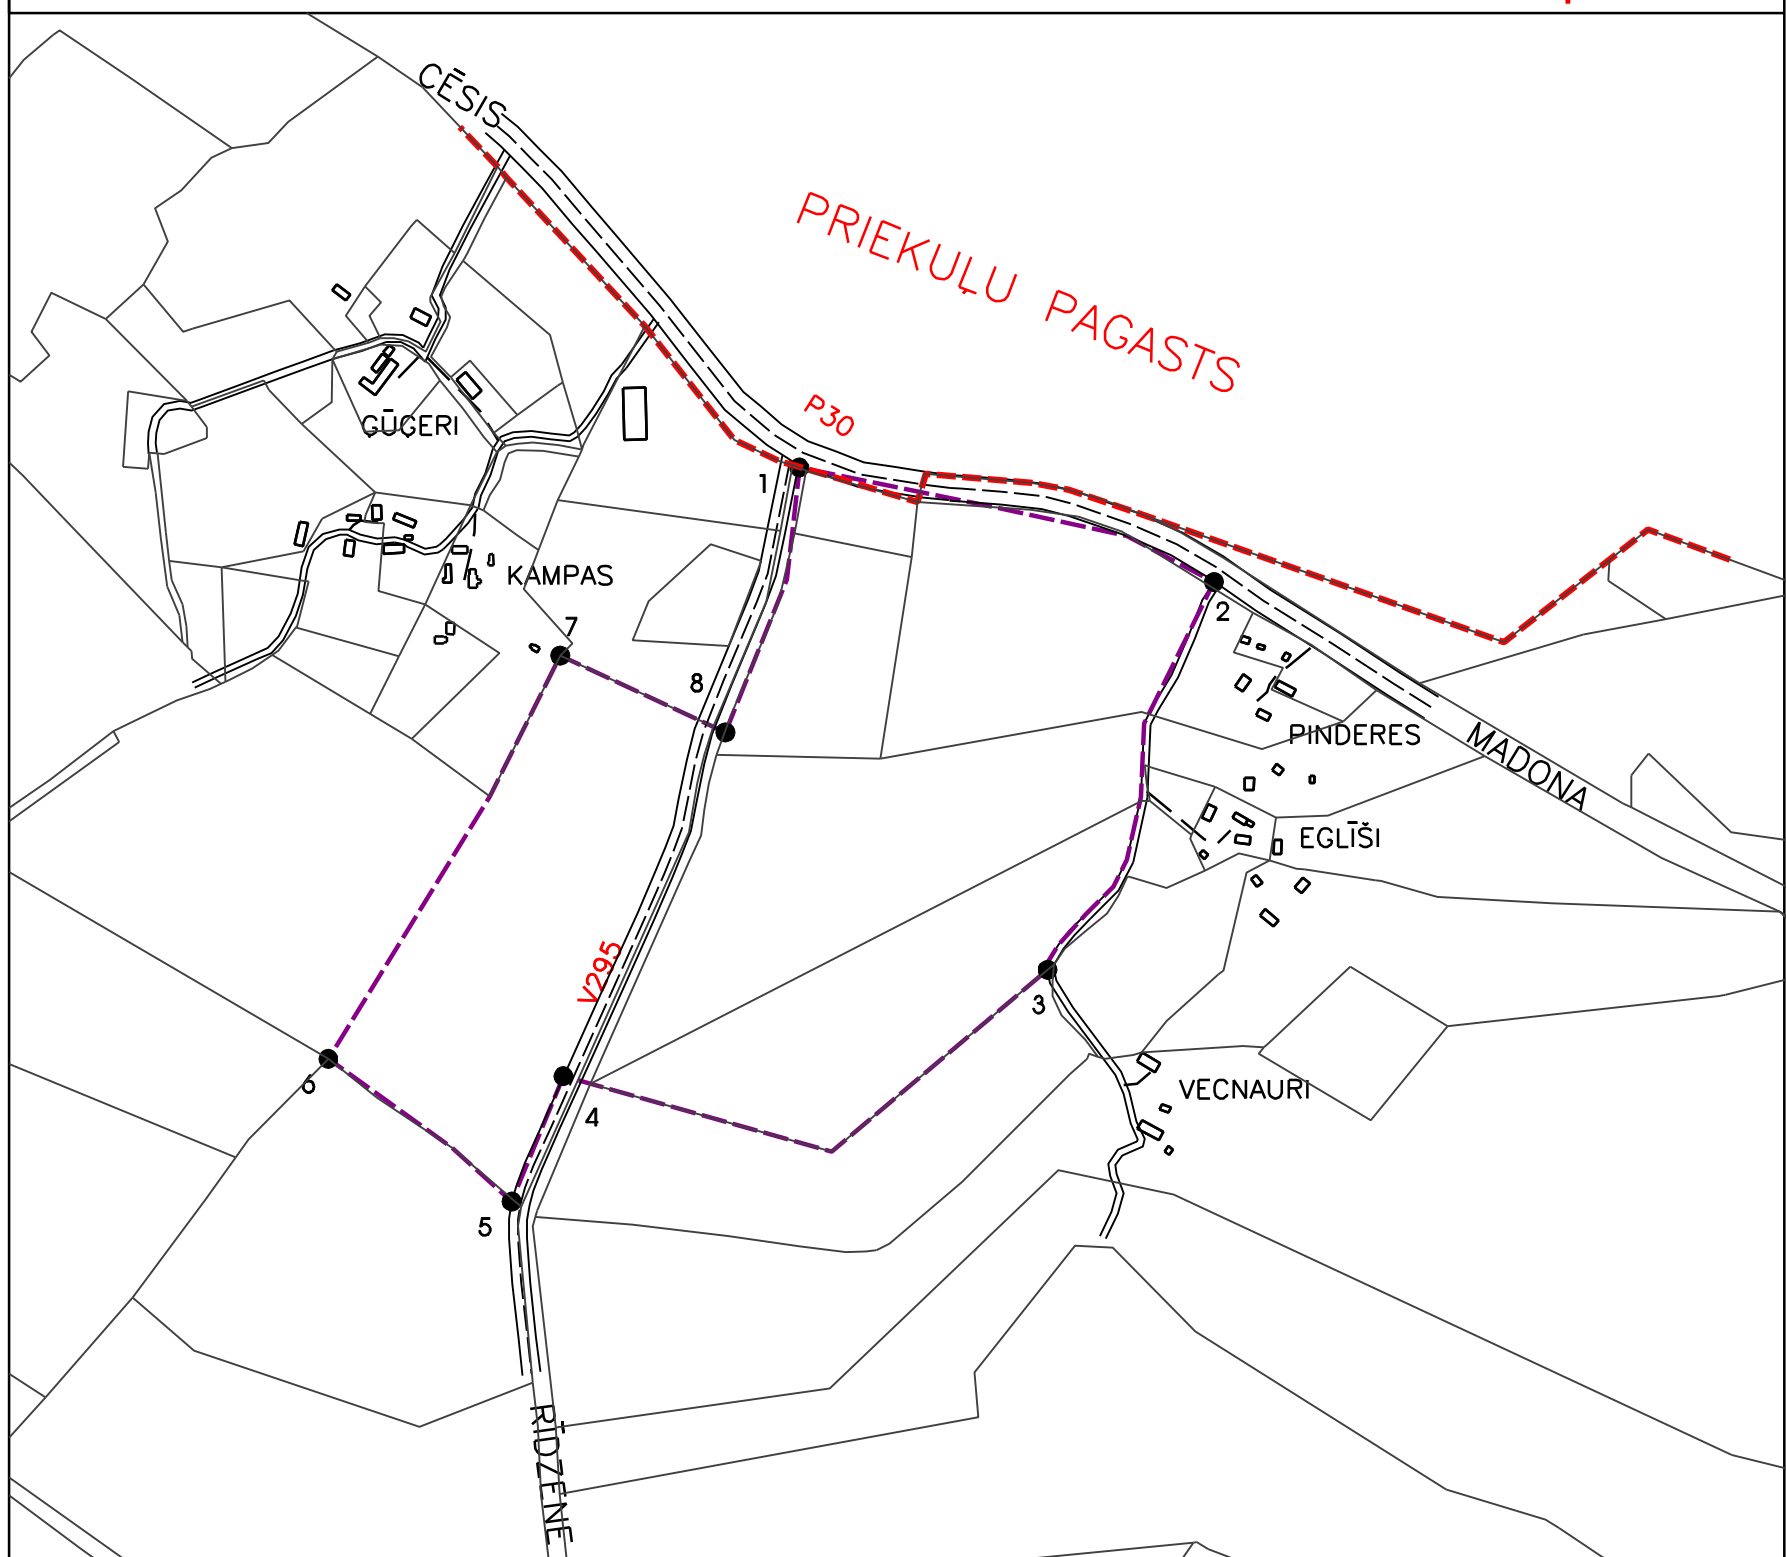 CĒSIS
PRIEKUĻU PAGASTS
P30
ĢŪĢERI
1
KAMPAS
2
7
8
PINDERES
MADONA
EGLĪŠI
V295
3
6
VECNAURI
4
5
RĪDZENE